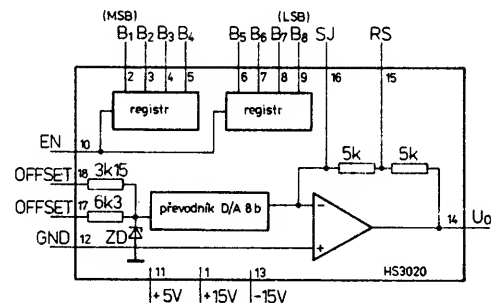 (MSB) (LSB)
B1 B2 B3 B4 B5 B6 B7 B8 SJ RS
2 3 4 5 6 7 8 9 16 15
registr registr
EN 10
5k 5k
OFFSET 18 3k15
OFFSET 17 6k3
převodník D/A 8b
−
+
14 U0
GND 12 ZD
11 1 13 HS3020
+5V +15V -15V